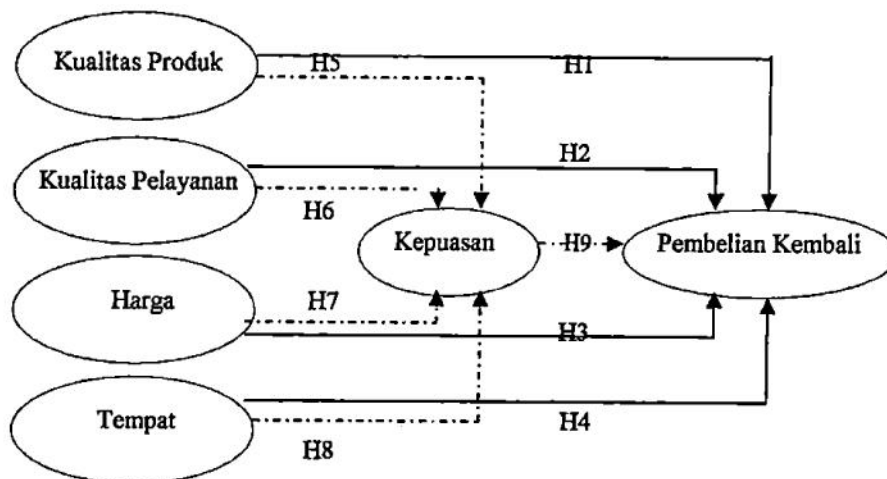 Kualitas Produk
H5
H1
H2
Kualitas Pelayanan
H6
Kepuasan
H9
Pembelian Kembali
Harga
H7
H3
Tempat
H4
H8